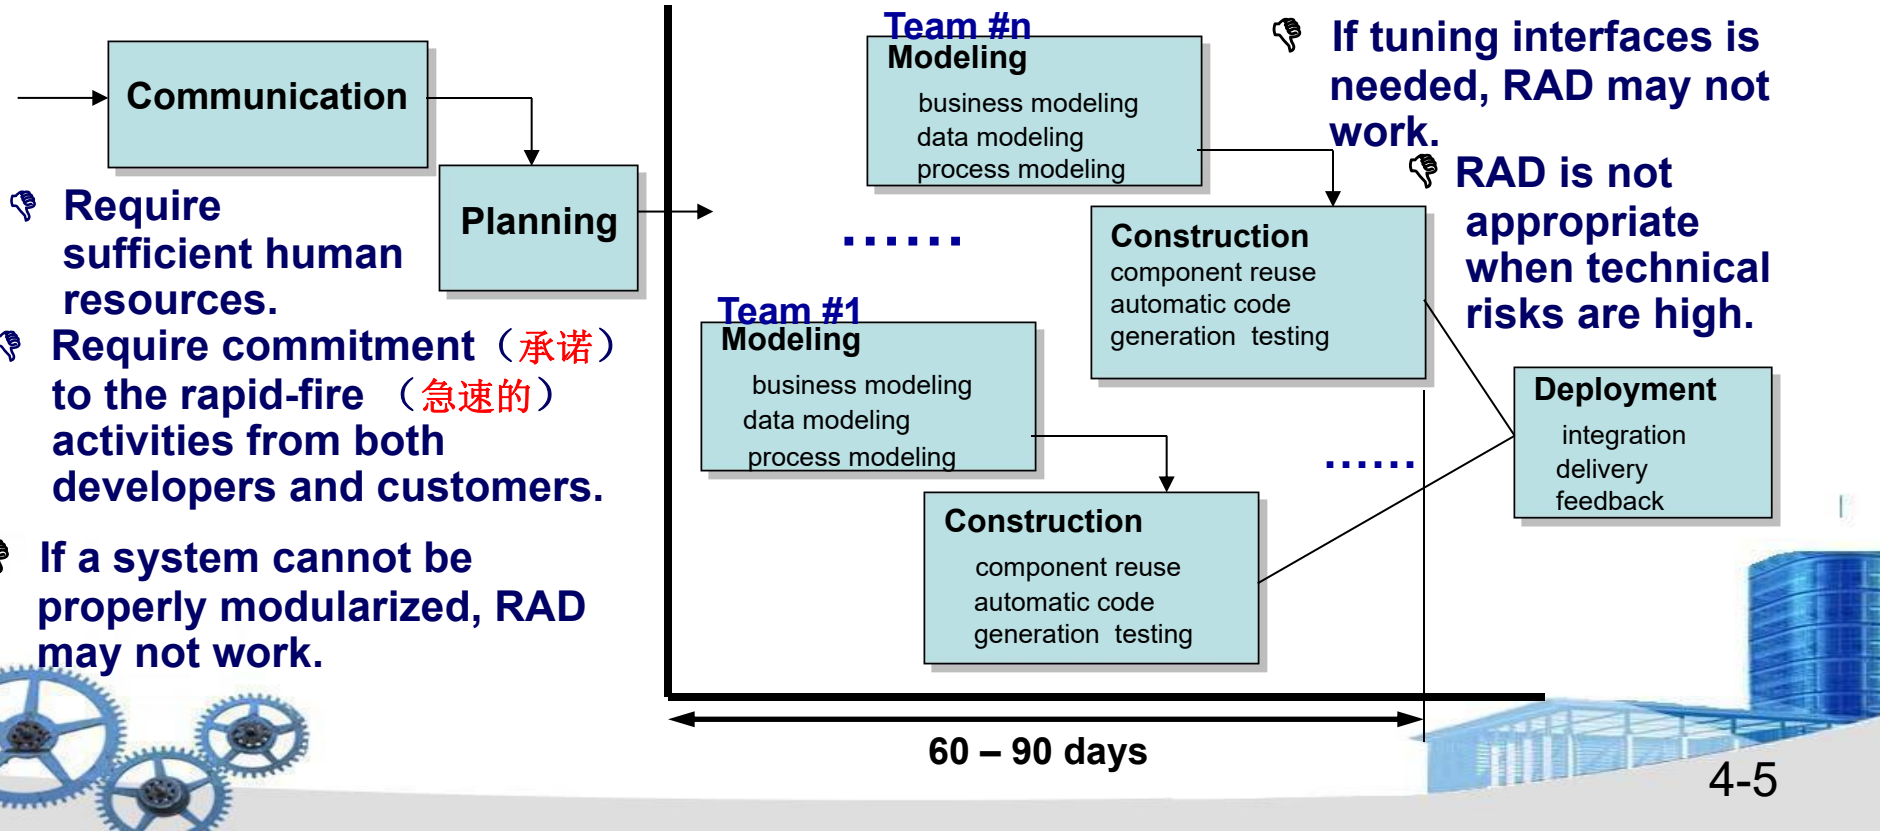 Communication
Planning
Require
sufficient human
resources.
Require commitment（承诺）
to the rapid-fire （急速的）
activities from both
developers and customers.
If a system cannot be
properly modularized, RAD
may not work.
Team #n
Modeling
business modeling
data modeling
process modeling
Construction
component reuse
automatic code
generation testing
......
Team #1
Modeling
business modeling
data modeling
process modeling
Construction
component reuse
automatic code
generation testing
......
If tuning interfaces is
needed, RAD may not
work.
RAD is not
appropriate
when technical
risks are high.
Deployment
integration
delivery
feedback
60 – 90 days
4-5